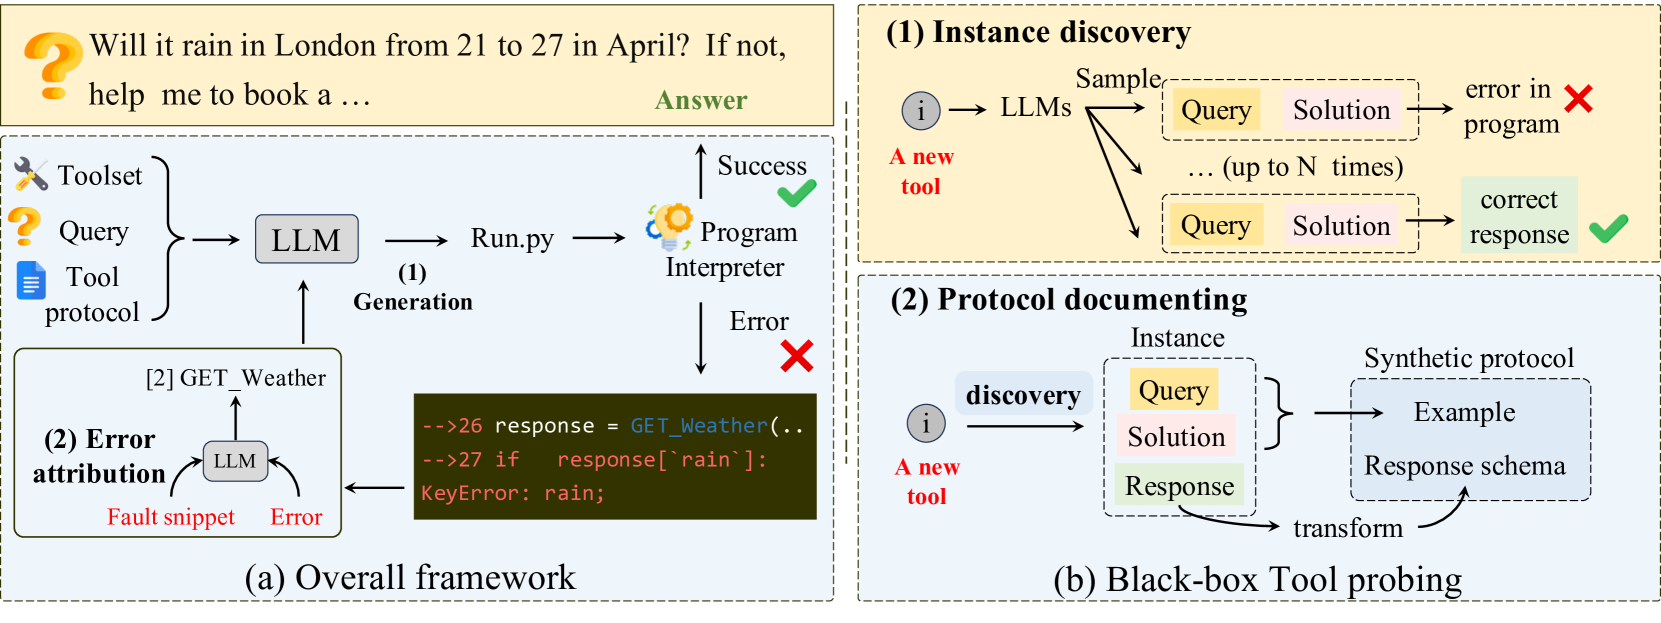 Will it rain in London from 21 to 27 in April? If not,
help me to book a …
Answer
Toolset
Query
Tool
protocol
LLM
(1)
Generation
Run.py
Success
Program
Interpreter
Error
[2] GET_Weather
(2) Error
attribution
LLM
Fault snippet
Error
-->26 response = GET_Weather(..
-->27 if response[`rain`]:
KeyError: rain;
(a) Overall framework
(1) Instance discovery
i
A new
tool
LLMs
Sample
Query
Solution
error in
program
… (up to N times)
Query
Solution
correct
response
(2) Protocol documenting
i
A new
tool
discovery
Instance
Query
Solution
Response
Synthetic protocol
Example
Response schema
transform
(b) Black-box Tool probing